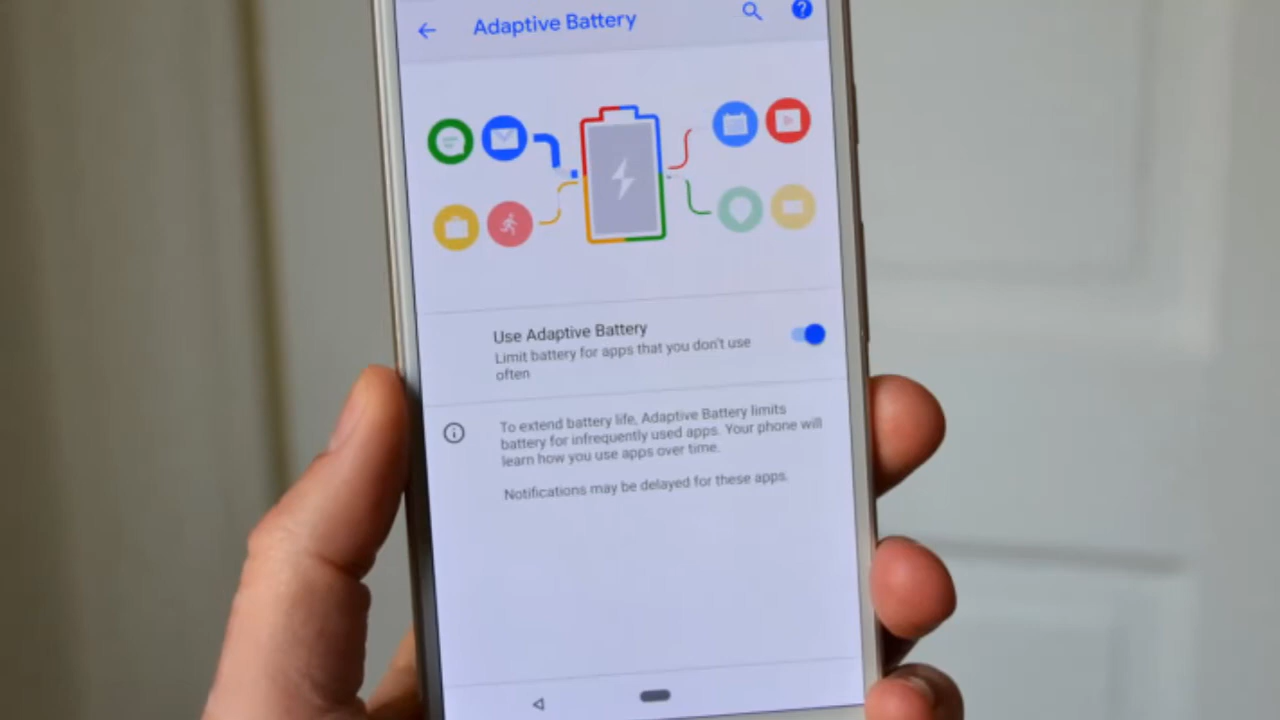 Adaptive Battery
?
Use Adaptive Battery
Limit battery for apps that you don't use
often
To extend battery life, Adaptive Battery limits
battery for infrequently used apps. Your phone will
learn how you use apps over time.
Notifications may be delayed for these apps.